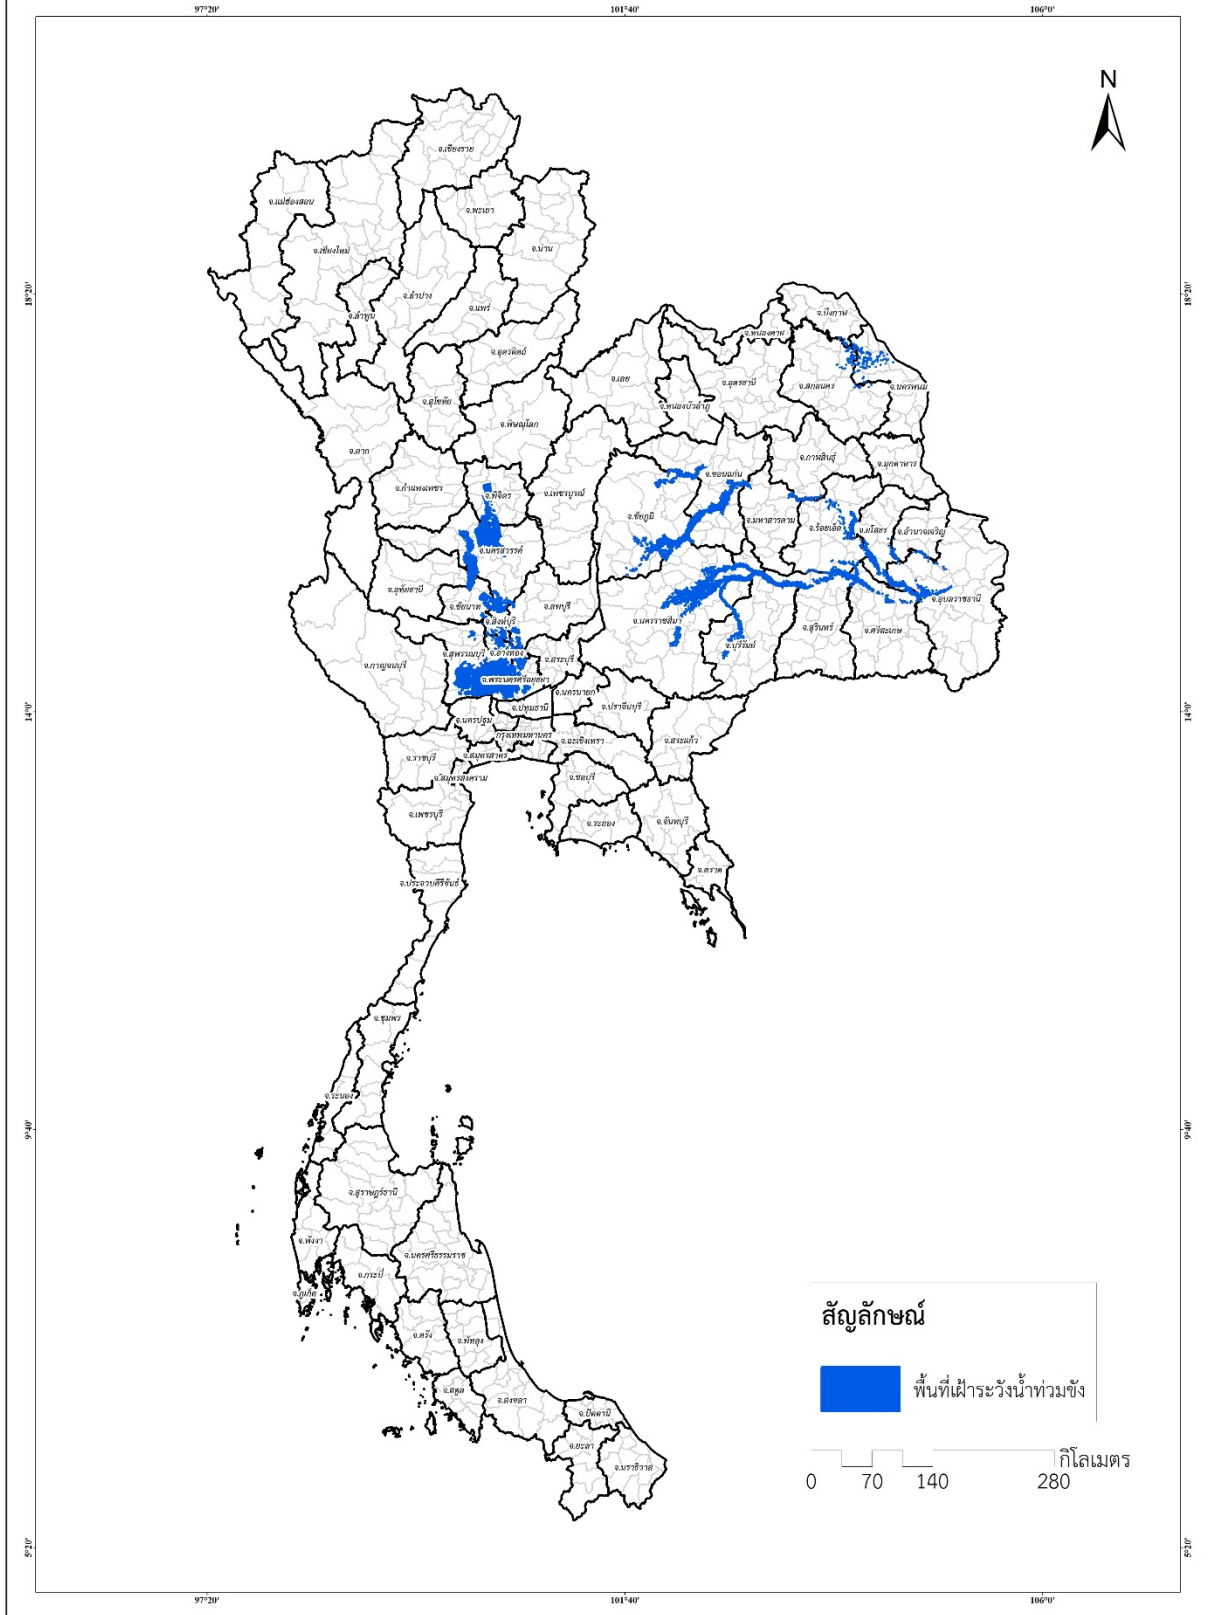 97°20'
101°40'
106°0'
N
จ.เชียงราย
จ.แม่ฮ่องสอน
จ.พะเยา
จ.เชียงใหม่
จ.น่าน
จ.ลำปาง
จ.แพร่
จ.ลำพูน
18°20'
18°20'
จ.บึงกาฬ
จ.หนองคาย
จ.อุตรดิตถ์
จ.เลย
จ.อุดรธานี
จ.สกลนคร
จ.นครพนม
จ.สุโขทัย
จ.หนองบัวลำภู
จ.พิษณุโลก
จ.ตาก
จ.กาฬสินธุ์
จ.มุกดาหาร
จ.ขอนแก่น
จ.กำแพงเพชร
จ.พิจิตร
จ.เพชรบูรณ์
จ.ชัยภูมิ
จ.มหาสารคาม
จ.ร้อยเอ็ด
จ.ยโสธร
จ.อำนาจเจริญ
จ.นครสวรรค์
จ.อุทัยธานี
จ.ชัยนาท
จ.ลพบุรี
จ.อุบลราชธานี
จ.สิงห์บุรี
จ.นครราชสีมา
จ.สุรินทร์
จ.ศรีสะเกษ
จ.บุรีรัมย์
จ.สุพรรณบุรี
จ.อ่างทอง
จ.สระบุรี
จ.กาญจนบุรี
จ.พระนครศรีอยุธยา
จ.นครนายก
จ.ปทุมธานี
จ.ปราจีนบุรี
14°0'
14°0'
จ.นครปฐม
กรุงเทพมหานคร
จ.ฉะเชิงเทรา
จ.สระแก้ว
จ.ราชบุรี
จ.สมุทรสาคร
จ.สมุทรสงคราม
จ.ชลบุรี
จ.เพชรบุรี
จ.ระยอง
จ.จันทบุรี
จ.ตราด
จ.ประจวบคีรีขันธ์
จ.ชุมพร
จ.ระนอง
9°40'
9°40'
จ.สุราษฎร์ธานี
จ.พังงา
จ.นครศรีธรรมราช
จ.กระบี่
จ.ภูเก็ต
จ.ตรัง
จ.พัทลุง
จ.สตูล
จ.สงขลา
จ.ปัตตานี
จ.ยะลา
จ.นราธิวาส
สัญลักษณ์
พื้นที่เฝ้าระวังน้ำท่วมขัง
กิโลเมตร
0 70 140 280
5°20'
5°20'
97°20'
101°40'
106°0'